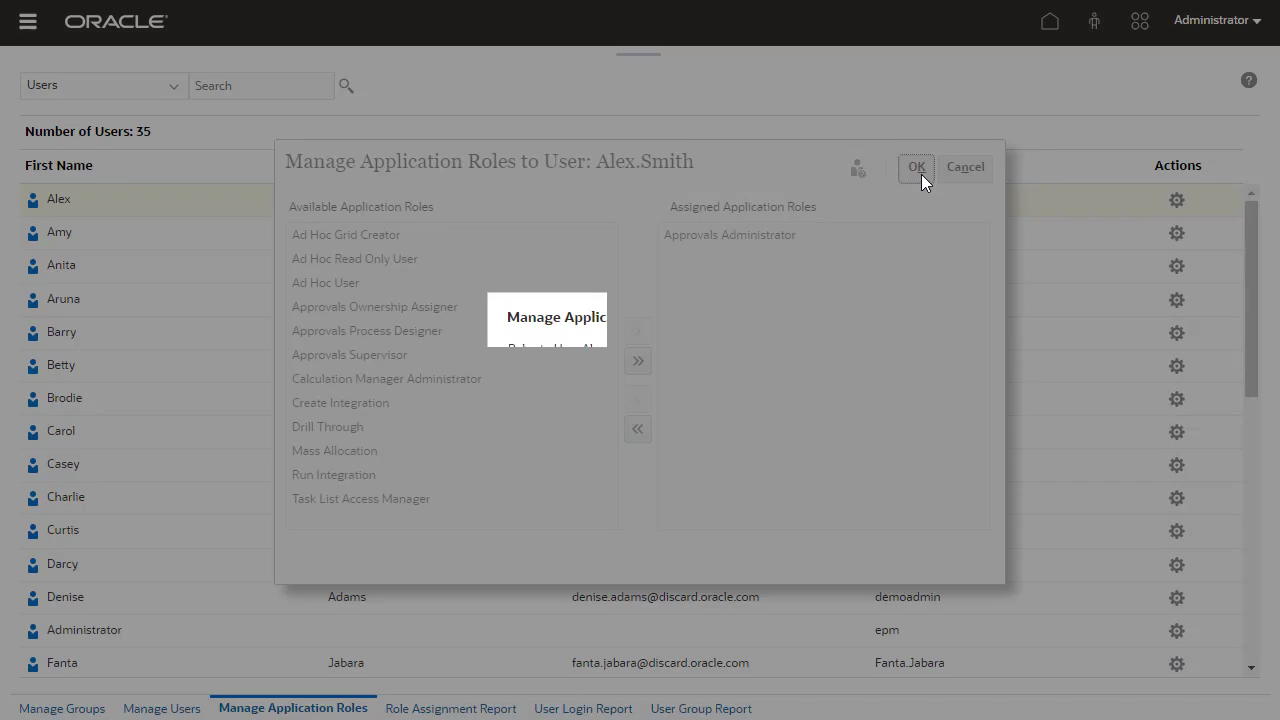 ORACLE
Administrator
Users
Search
Number of Users: 35
First Name
Actions
Manage Application Roles to User: Alex.Smith
OK
Cancel
Available Application Roles
Assigned Application Roles
Ad Hoc Grid Creator
Ad Hoc Read Only User
Ad Hoc User
Approvals Ownership Assigner
Approvals Process Designer
Approvals Supervisor
Calculation Manager Administrator
Create Integration
Drill Through
Mass Allocation
Run Integration
Task List Access Manager
Approvals Administrator
Manage Applic
Alex
Amy
Anita
Aruna
Barry
Betty
Brodie
Carol
Casey
Charlie
Curtis
Darcy
Denise Adams denise.adams@discard.oracle.com demoadmin
Administrator epm
Fanta Jabara fanta.jabara@discard.oracle.com Fanta.Jabara
Manage Groups Manage Users Manage Application Roles Role Assignment Report User Login Report User Group Report